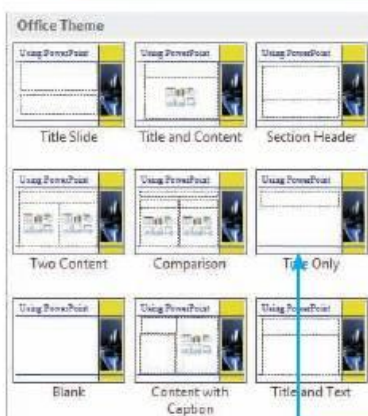 Office Theme
Using PowerPoint Using PowerPoint Using PowerPoint
Title Slide Title and Content Section Header
Using PowerPoint Using PowerPoint Using PowerPoint
Two Content Comparison Title Only
Using PowerPoint Using PowerPoint Using PowerPoint
Blank Content with Caption Title and Text